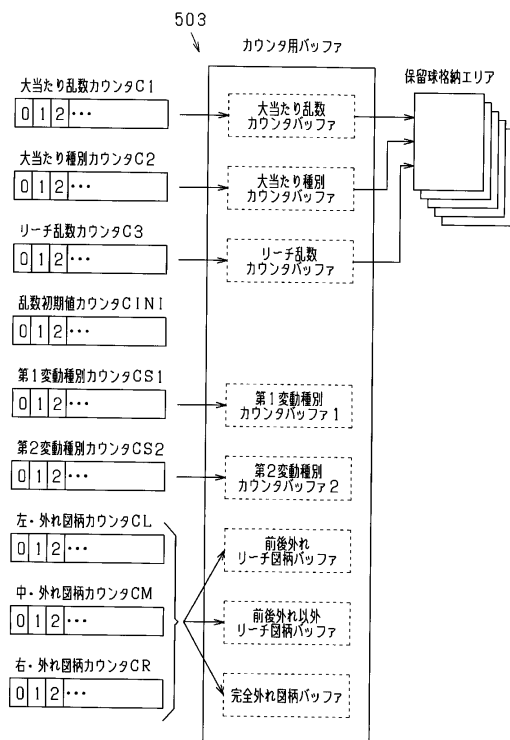 503
カウンタ用バッファ
保留球格納エリア
大当たり乱数カウンタC1
0 1 2 ･･･
大当たり乱数
カウンタバッファ
大当たり種別カウンタC2
0 1 2 ･･･
大当たり種別
カウンタバッファ
リーチ乱数カウンタC3
0 1 2 ･･･
リーチ乱数
カウンタバッファ
乱数初期値カウンタCINI
0 1 2 ･･･
第1変動種別カウンタCS1
0 1 2 ･･･
第1変動種別
カウンタバッファ1
第2変動種別カウンタCS2
0 1 2 ･･･
第2変動種別
カウンタバッファ2
左・外れ図柄カウンタCL
0 1 2 ･･･
前後外れ
リーチ図柄バッファ
中・外れ図柄カウンタCM
0 1 2 ･･･
前後外れ以外
リーチ図柄バッファ
右・外れ図柄カウンタCR
0 1 2 ･･･
完全外れ図柄バッファ